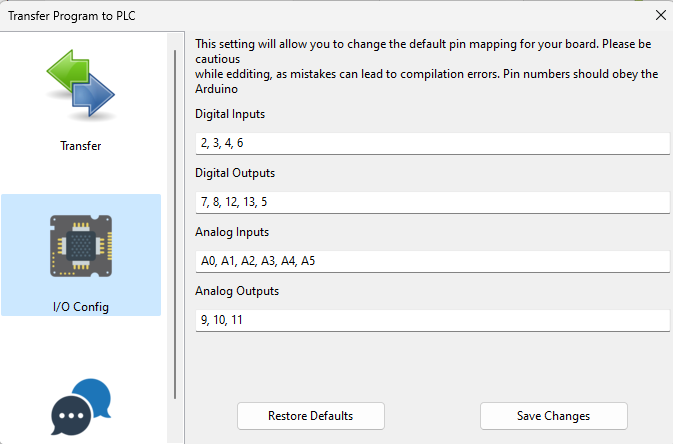 Transfer Program to PLC
Transfer
I/O Config
This setting will allow you to change the default pin mapping for your board. Please be
cautious
while edditing, as mistakes can lead to compilation errors. Pin numbers should obey the
Arduino
Digital Inputs
2, 3, 4, 6
Digital Outputs
7, 8, 12, 13, 5
Analog Inputs
A0, A1, A2, A3, A4, A5
Analog Outputs
9, 10, 11
Restore Defaults
Save Changes